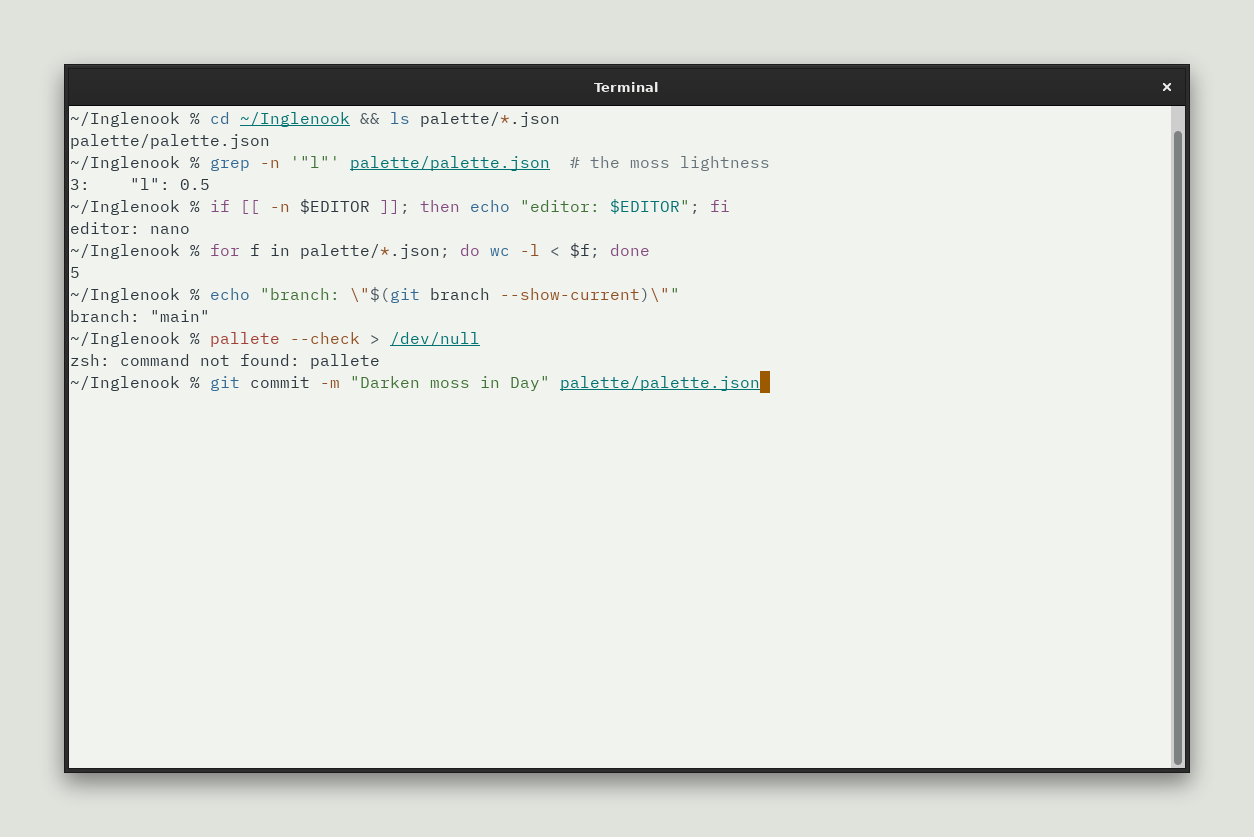 Terminal ×
~/Inglenook % cd ~/Inglenook && ls palette/*.json
palette/palette.json
~/Inglenook % grep -n '"l"' palette/palette.json  # the moss lightness
3:    "l": 0.5
~/Inglenook % if [[ -n $EDITOR ]]; then echo "editor: $EDITOR"; fi
editor: nano
~/Inglenook % for f in palette/*.json; do wc -l < $f; done
5
~/Inglenook % echo "branch: \"$(git branch --show-current)\""
branch: "main"
~/Inglenook % pallete --check > /dev/null
zsh: command not found: pallete
~/Inglenook % git commit -m "Darken moss in Day" palette/palette.json